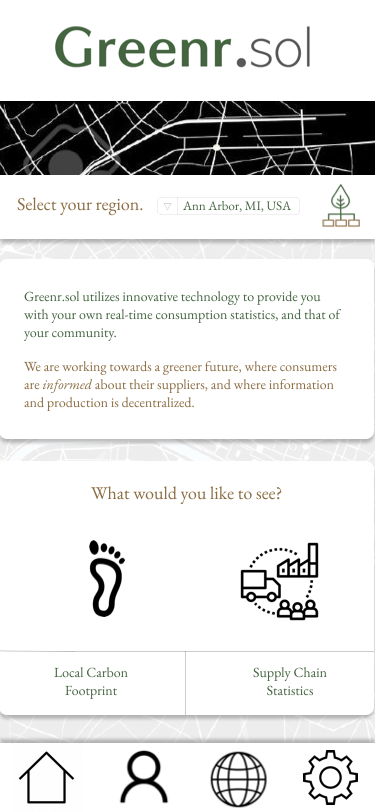 Greenr.sol
Select your region.
Ann Arbor, MI, USA
Greenr.sol utilizes innovative technology to provide you
with your own real-time consumption statistics, and that of
your community.
We are working towards a greener future, where consumers
are informed about their suppliers, and where information
and production is decentralized.
What would you like to see?
Local Carbon
Footprint
Supply Chain
Statistics